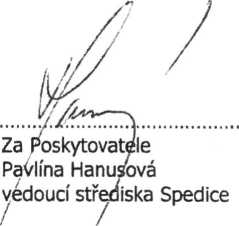 Za Poskytovatele
Pavlína Hanusová
vedoucí střediska Spedice